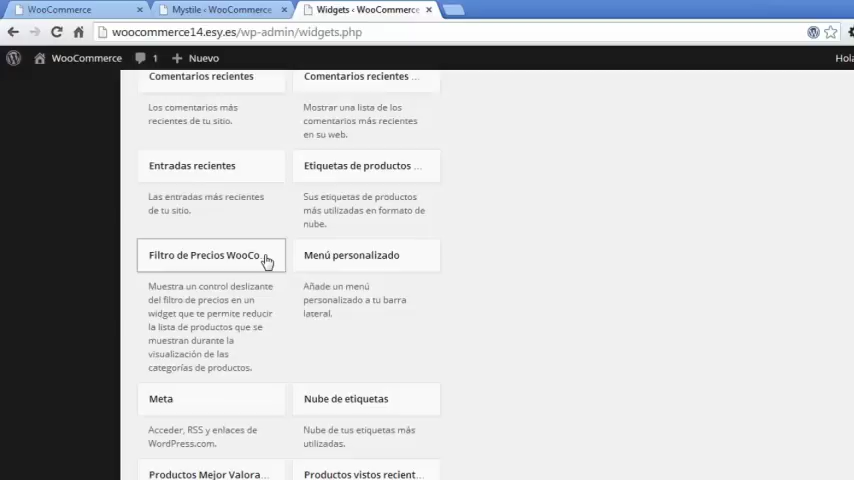 WooCommerce
Mystile ‹ WooCommerce
Widgets ‹ WooCommerce
woocommerce14.esy.es/wp-admin/widgets.php
WooCommerce 1 + Nuevo
Hola
Comentarios recientes
Comentarios recientes ...
Los comentarios más
recientes de tu sitio.
Mostrar una lista de los
comentarios más recientes
en su web.
Entradas recientes
Etiquetas de productos ...
Las entradas más recientes
de tu sitio.
Sus etiquetas de productos
más utilizadas en formato de
nube.
Filtro de Precios WooCo...
Menú personalizado
Muestra un control deslizante
del filtro de precios en un
widget que te permite reducir
la lista de productos que se
muestran durante la
visualización de las
categorías de productos.
Añade un menú
personalizado a tu barra
lateral.
Meta
Nube de etiquetas
Acceder, RSS y enlaces de
WordPress.com.
Nube de tus etiquetas más
utilizadas.
Productos Mejor Valora...
Productos vistos recient...